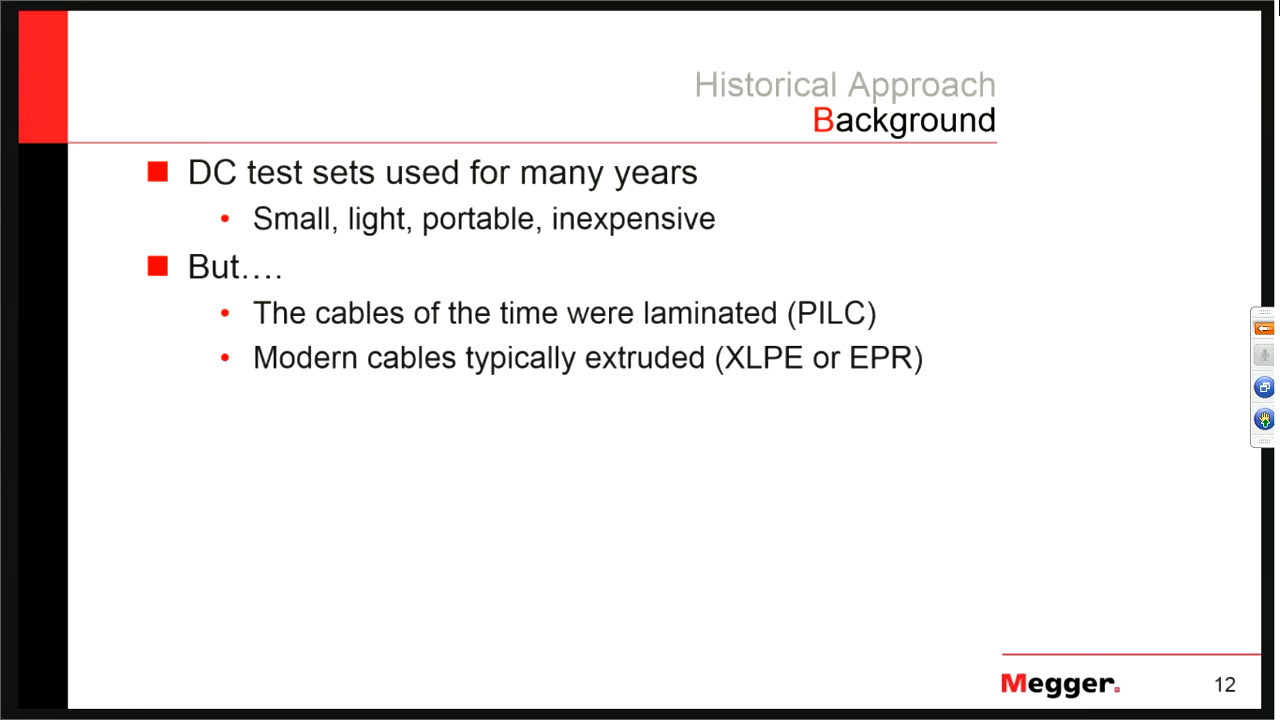 Historical Approach
Background
DC test sets used for many years
Small, light, portable, inexpensive
But....
The cables of the time were laminated (PILC)
Modern cables typically extruded (XLPE or EPR)
Megger.
12